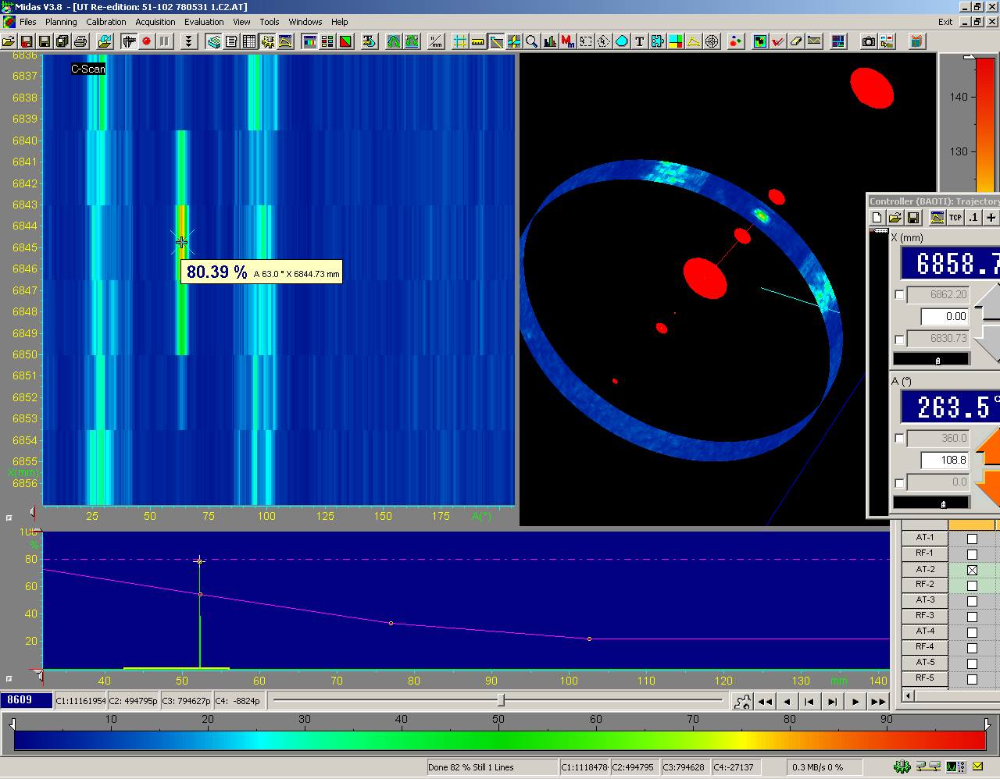 Midas V3.8 - [UT Re-edition: 51-102 780531 1.C2.AT]
Files Planning Calibration Acquisition Evaluation View Tools Windows Help Exit
C-Scan
6836
6837
6838
6839
6840
6841
6842
6843
6844
6845
6846
6847
6848
6849
6850
6851
6852
6853
6854
6855
6856
X(mm)
80.39 % A 63.0 ° X 6844.73 mm
25 50 75 100 125 150 175 A(°)
140
130
Controller (BAOTI): Trajectory
TCP .1
X (mm)
6858.7
6862.20
0.00
6830.73
A (°)
263.5°
360.0
108.8
0.0
100
%
80
60
40
20
40 50 60 70 80 90 100 110 120 130 mm 140
AT-1
RF-1
AT-2
RF-2
AT-3
RF-3
AT-4
RF-4
AT-5
RF-5
8609 C1:11161954 C2: 494795p C3: 794627p C4: -8824p
10 20 30 40 50 60 70 80 90
Done 82 % Still 1 Lines C1:1118478 C2:494795 C3:794628 C4:-27137 0.3 MB/s 0 %